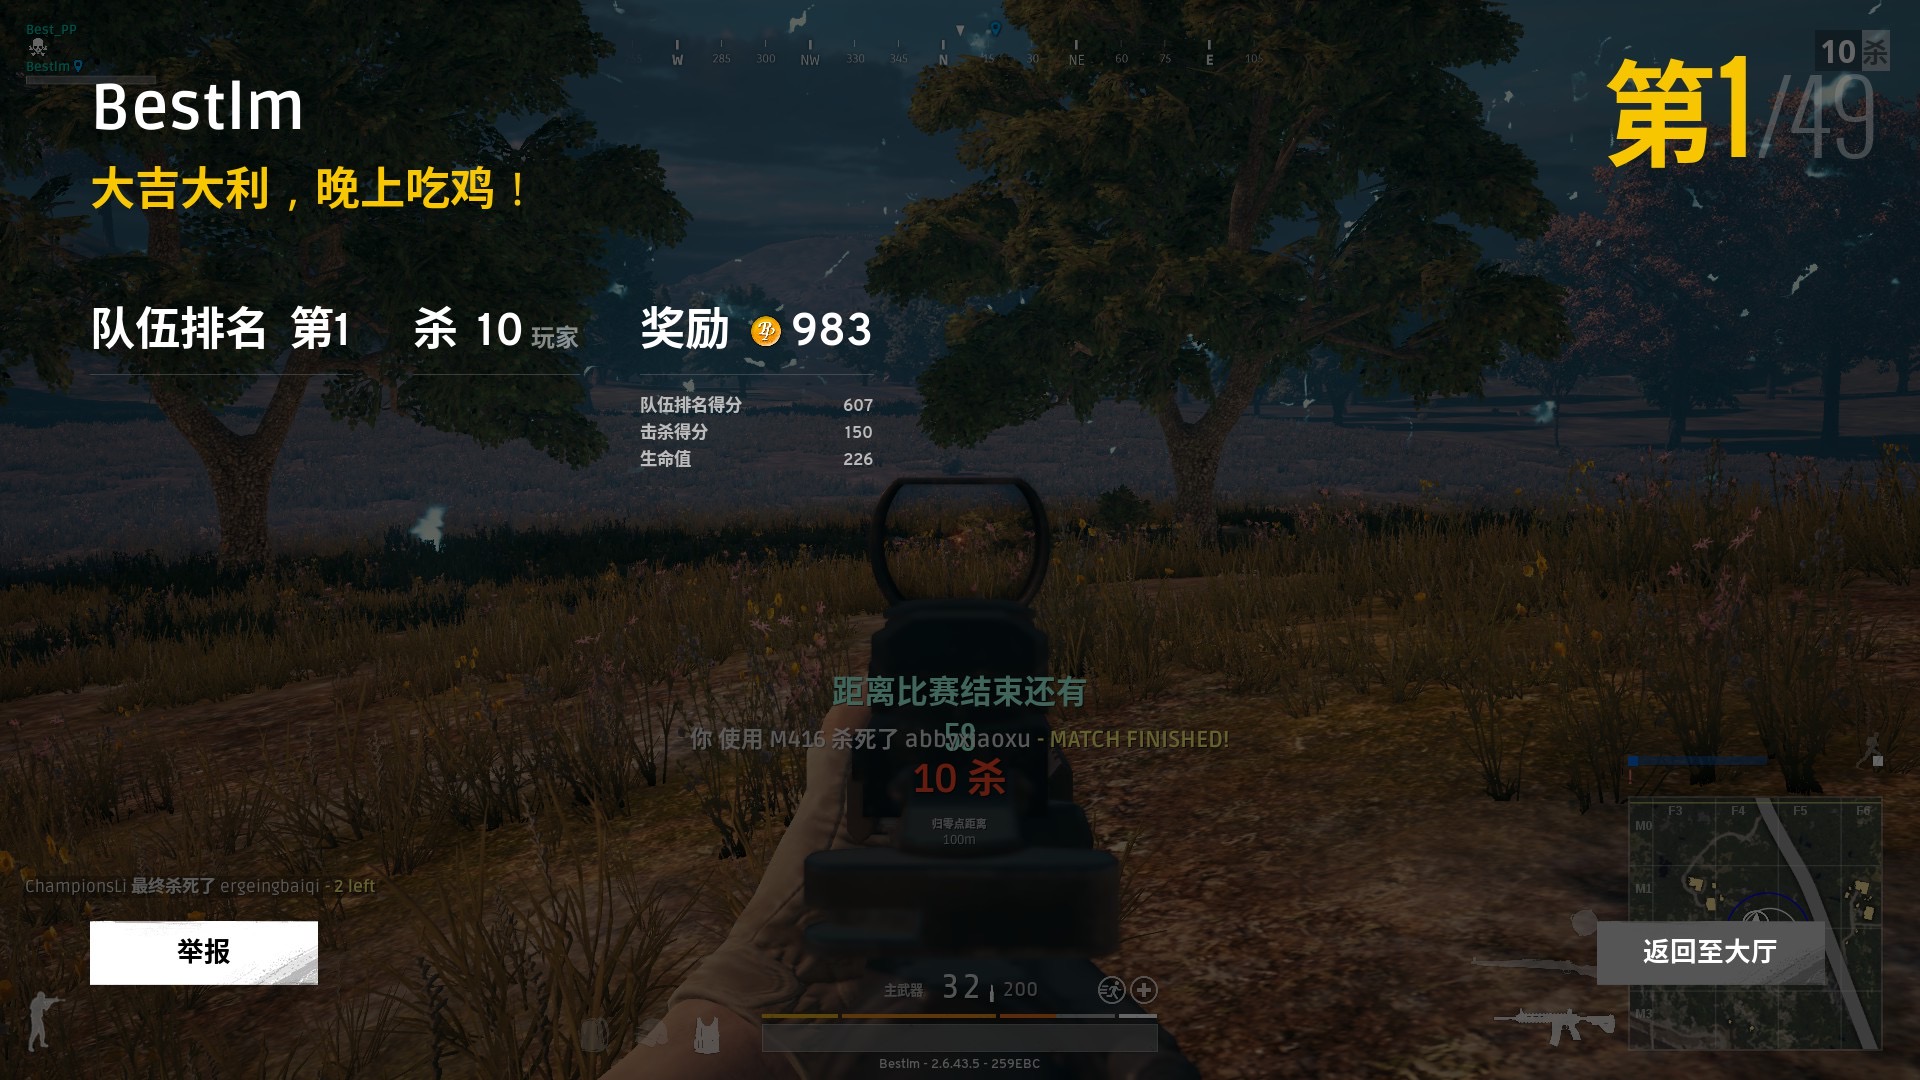 Best_PP
Bestlm
W 285 300 NW 330 345 N 15 30 NE 60 75 E 105
10 杀
Bestlm
第1/49
大吉大利，晚上吃鸡！
队伍排名 第1 杀 10 玩家 奖励 983
队伍排名得分 607
击杀得分 150
生命值 226
距离比赛结束还有
58
你 使用 M416 杀死了 abbyxiaoxu - MATCH FINISHED!
10 杀
归零点距离
100m
F3 F4 F5 F6
M0
M1
M3
ChampionsLi 最终杀死了 ergeingbaiqi - 2 left
举报
返回至大厅
主武器 32 200
Bestlm - 2.6.43.5 - 259EBC